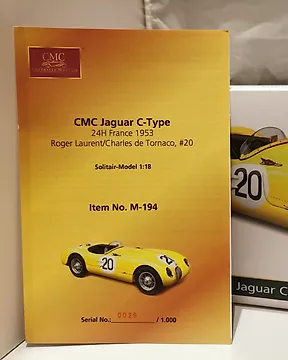 CMC
CMC Jaguar C-Type
24H France 1953
Roger Laurent/Charles de Tornaco, #20
Solitair-Model 1:18
Item No. M-194
20
Serial No.: 0029 / 1.000
20
Jaguar C